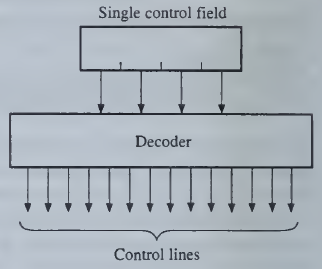 Single control field
Decoder
Control lines